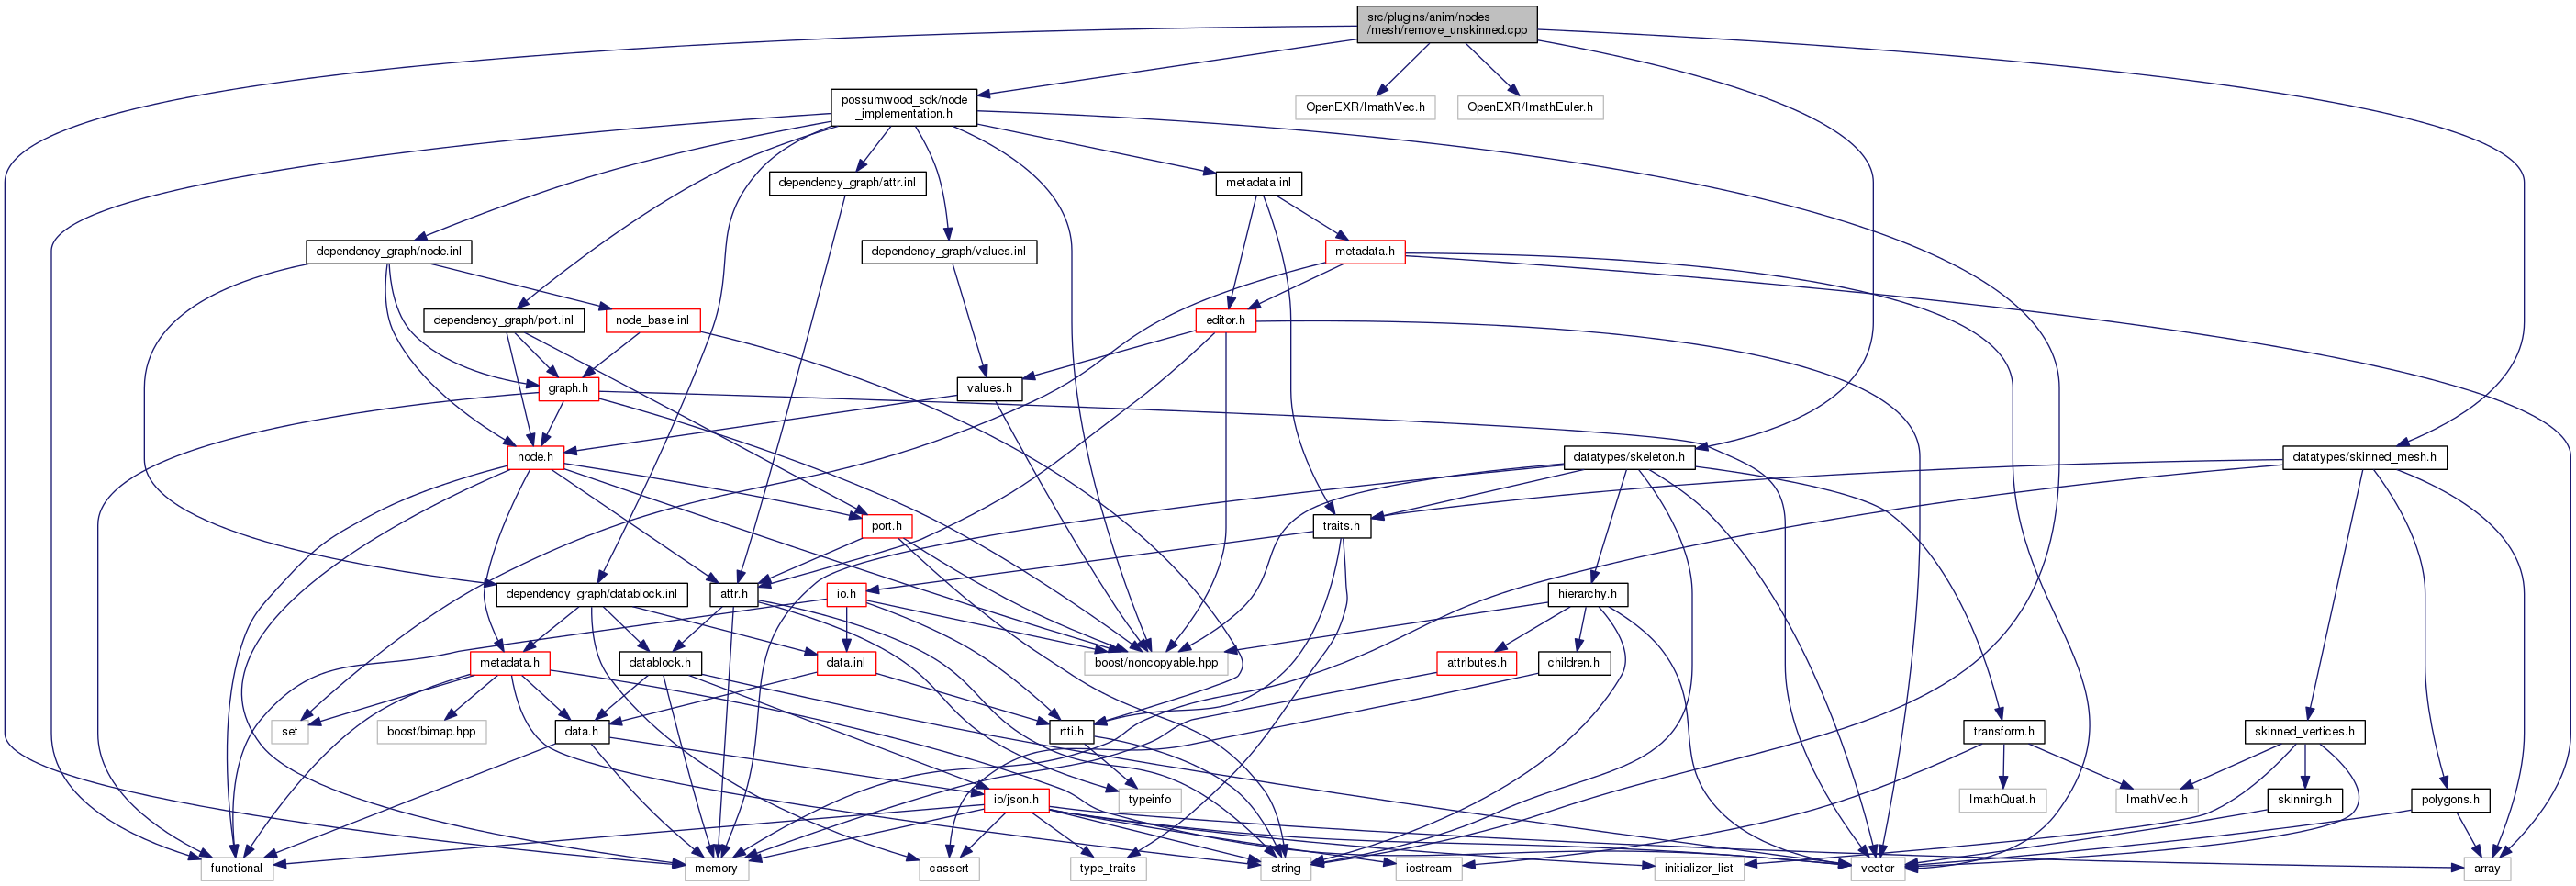 src/plugins/anim/nodes
/mesh/remove_unskinned.cpp
possumwood_sdk/node
_implementation.h
OpenEXR/ImathVec.h
OpenEXR/ImathEuler.h
dependency_graph/attr.inl
metadata.inl
dependency_graph/node.inl
dependency_graph/values.inl
metadata.h
dependency_graph/port.inl
node_base.inl
editor.h
graph.h
values.h
node.h
datatypes/skeleton.h
datatypes/skinned_mesh.h
port.h
traits.h
dependency_graph/datablock.inl
attr.h
io.h
hierarchy.h
metadata.h
datablock.h
data.inl
boost/noncopyable.hpp
attributes.h
children.h
set
boost/bimap.hpp
data.h
rtti.h
transform.h
skinned_vertices.h
io/json.h
typeinfo
ImathQuat.h
ImathVec.h
skinning.h
polygons.h
functional
memory
cassert
type_traits
string
iostream
initializer_list
vector
array